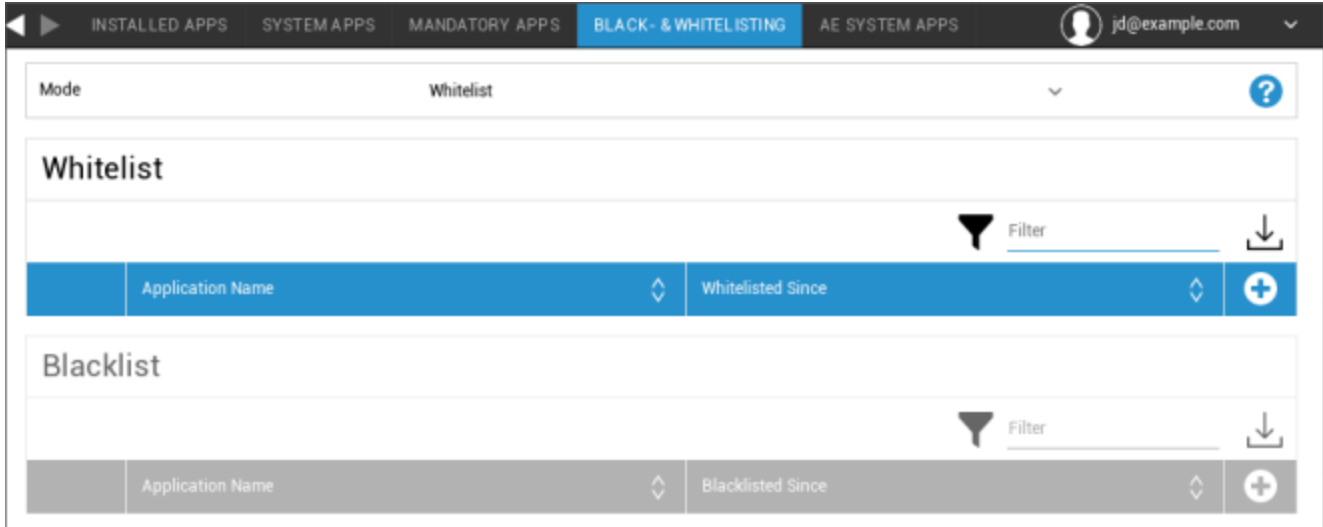 INSTALLED APPS SYSTEM APPS MANDATORY APPS BLACK- & WHITELISTING AE SYSTEM APPS jd@example.com
Mode Whitelist ?
Whitelist
Filter
Application Name Whitelisted Since
Blacklist
Filter
Application Name Blacklisted Since